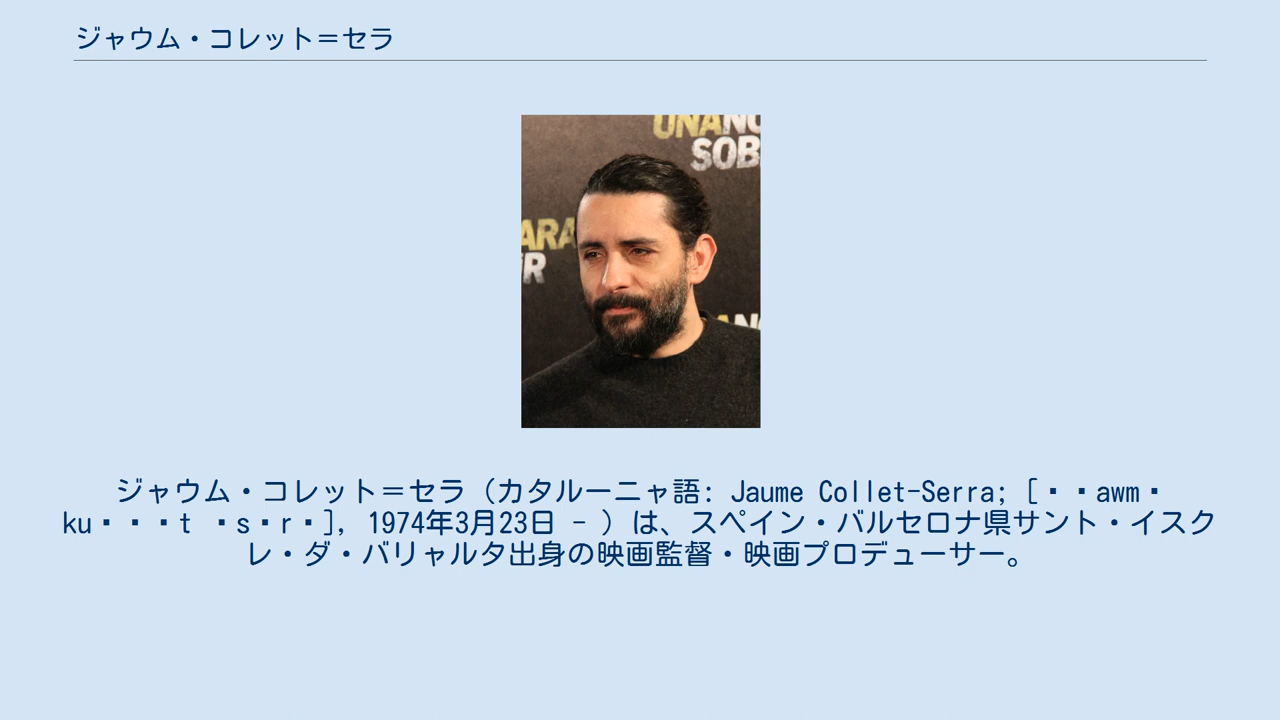 ジャウム・コレット＝セラ
UNANO
SOB
ARA
R
AN
ジャウム・コレット＝セラ（カタルーニャ語: Jaume Collet-Serra; [▪▪awm▪
ku▪▪▪t ▪s▪r▪], 1974年3月23日 - ）は、スペイン・バルセロナ県サント・イスク
レ・ダ・バリャルタ出身の映画監督・映画プロデューサー。